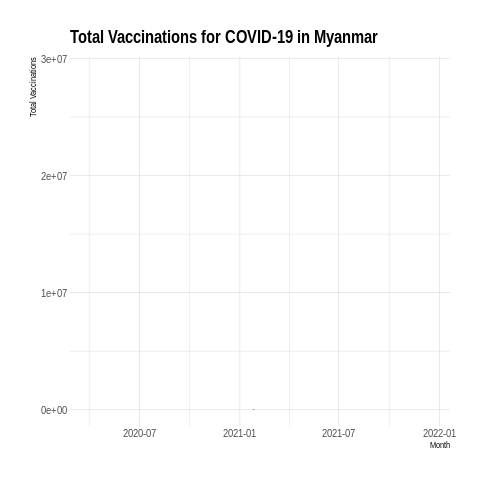 Total Vaccinations for COVID-19 in Myanmar
Total Vaccinations
3e+07
2e+07
1e+07
0e+00
2020-07 2021-01 2021-07 2022-01
Month